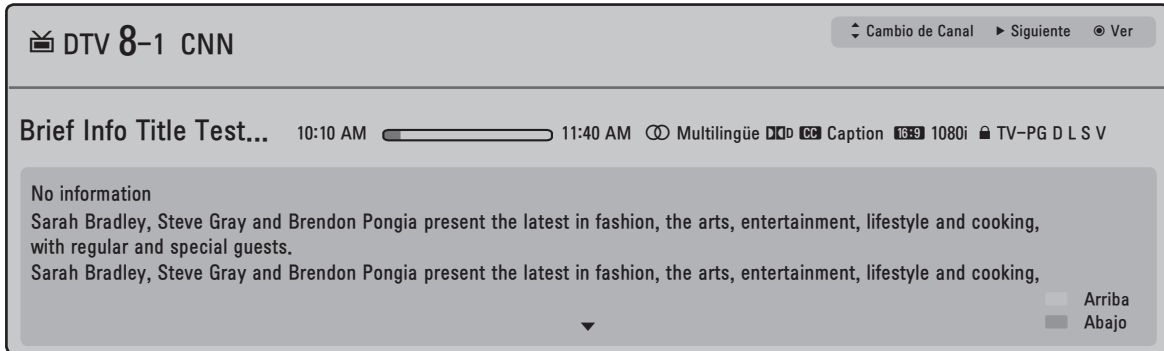 DTV 8-1 CNN
Cambio de Canal Siguiente Ver
Brief Info Title Test... 10:10 AM 11:40 AM Multilingüe D CC Caption 16:9 1080i TV-PG D L S V
No information
Sarah Bradley, Steve Gray and Brendon Pongia present the latest in fashion, the arts, entertainment, lifestyle and cooking,
with regular and special guests.
Sarah Bradley, Steve Gray and Brendon Pongia present the latest in fashion, the arts, entertainment, lifestyle and cooking,
Arriba
Abajo